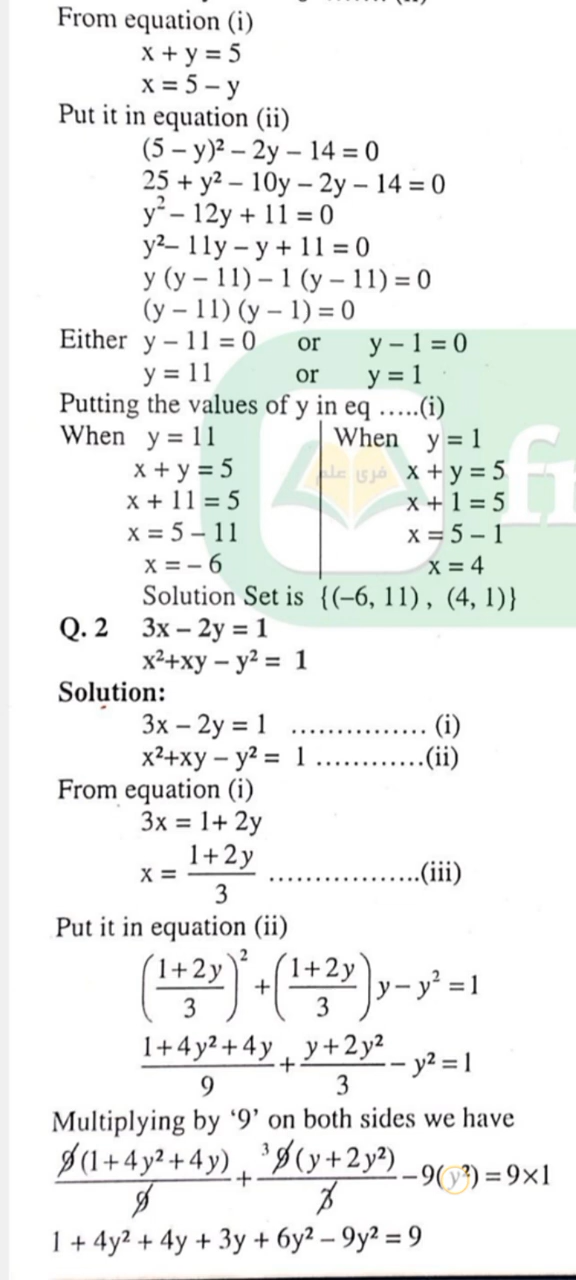 From equation (i)
x + y = 5
x = 5 – y
Put it in equation (ii)
(5 – y)² – 2y – 14 = 0
25 + y² – 10y – 2y – 14 = 0
y² – 12y + 11 = 0
y²– 11y – y + 11 = 0
y (y – 11) – 1 (y – 11) = 0
(y – 11) (y – 1) = 0
Either y – 11 = 0 or y – 1 = 0
y = 11 or y = 1
Putting the values of y in eq .....(i)
When y = 11 | When y = 1
x + y = 5 | x + y = 5
x + 11 = 5 | x + 1 = 5
x = 5 – 11 | x = 5 – 1
x = – 6 | x = 4
Solution Set is {(–6, 11) , (4, 1)}
Q. 2 3x – 2y = 1
x²+xy – y² = 1
Solution:
3x – 2y = 1 ............... (i)
x²+xy – y² = 1 ............(ii)
From equation (i)
3x = 1+ 2y
x = (1+2y)/3 ..................(iii)
Put it in equation (ii)
((1+2y)/3)² + ((1+2y)/3) y – y² = 1
(1+4y²+4y)/9 + (y+2y²)/3 – y² = 1
Multiplying by ‘9’ on both sides we have
9(1+4y²+4y)/9 + ³9(y+2y²)/3 –9(y²) = 9×1
1 + 4y² + 4y + 3y + 6y² – 9y² = 9